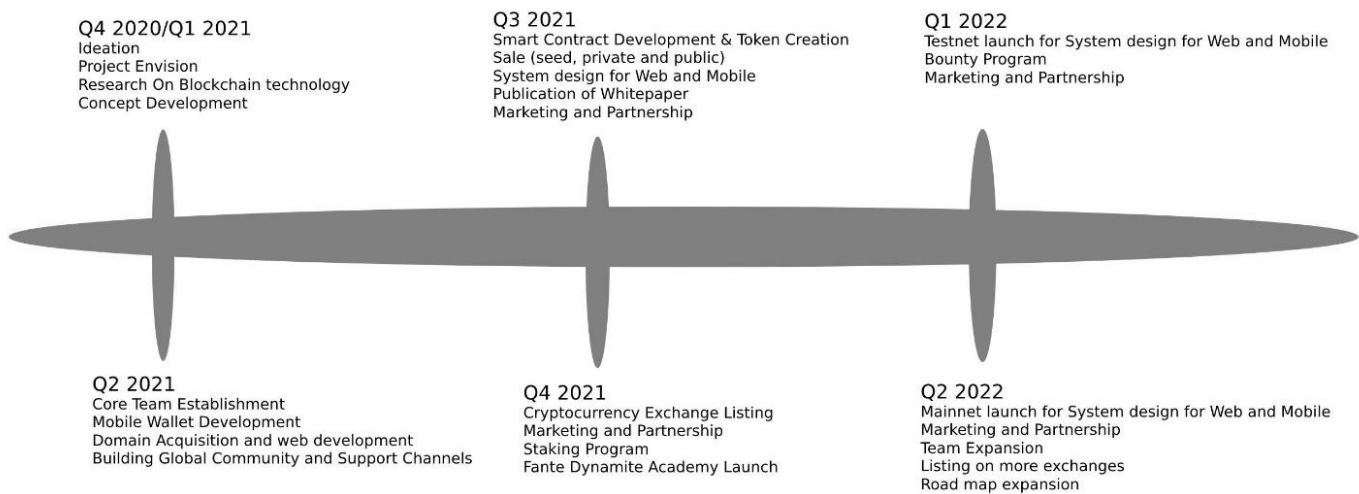 Q4 2020/Q1 2021
Ideation
Project Envision
Research On Blockchain technology
Concept Development
Q2 2021
Core Team Establishment
Mobile Wallet Development
Domain Acquisition and web development
Building Global Community and Support Channels
Q3 2021
Smart Contract Development & Token Creation
Sale (seed, private and public)
System design for Web and Mobile
Publication of Whitepaper
Marketing and Partnership
Q4 2021
Cryptocurrency Exchange Listing
Marketing and Partnership
Staking Program
Fante Dynamite Academy Launch
Q1 2022
Testnet launch for System design for Web and Mobile
Bounty Program
Marketing and Partnership
Q2 2022
Mainnet launch for System design for Web and Mobile
Marketing and Partnership
Team Expansion
Listing on more exchanges
Road map expansion